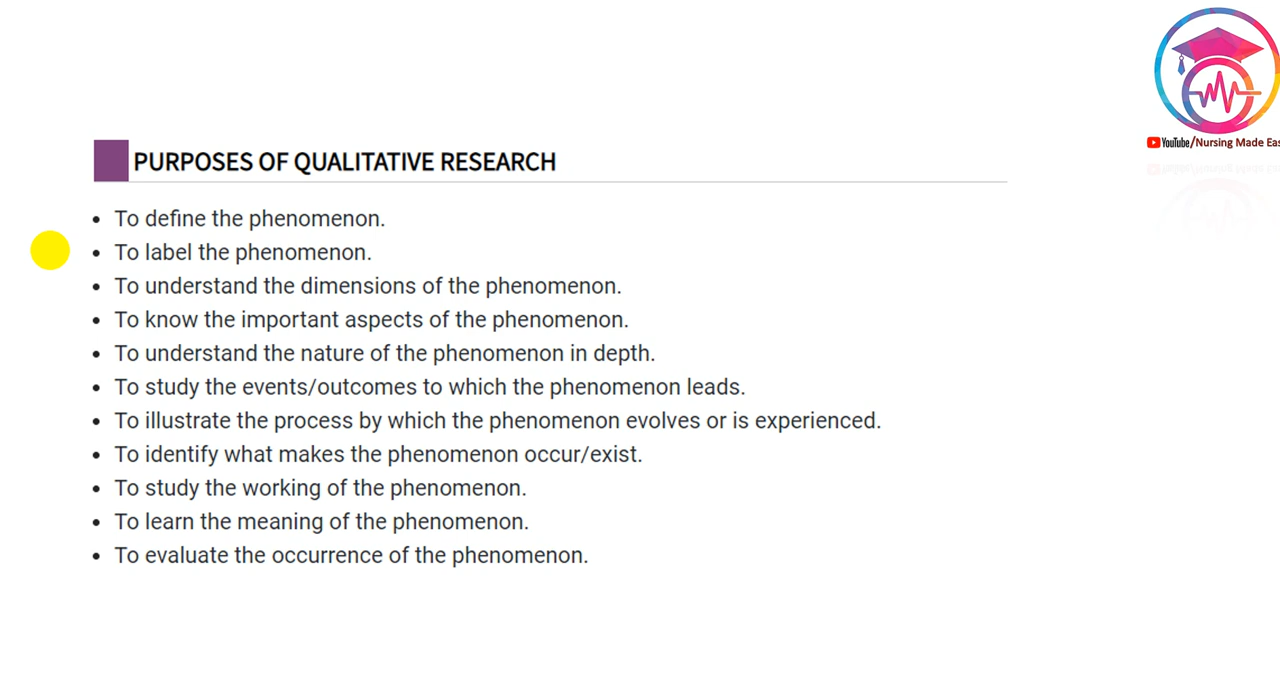 YouTube/Nursing Made Eas
PURPOSES OF QUALITATIVE RESEARCH
• To define the phenomenon.
• To label the phenomenon.
• To understand the dimensions of the phenomenon.
• To know the important aspects of the phenomenon.
• To understand the nature of the phenomenon in depth.
• To study the events/outcomes to which the phenomenon leads.
• To illustrate the process by which the phenomenon evolves or is experienced.
• To identify what makes the phenomenon occur/exist.
• To study the working of the phenomenon.
• To learn the meaning of the phenomenon.
• To evaluate the occurrence of the phenomenon.